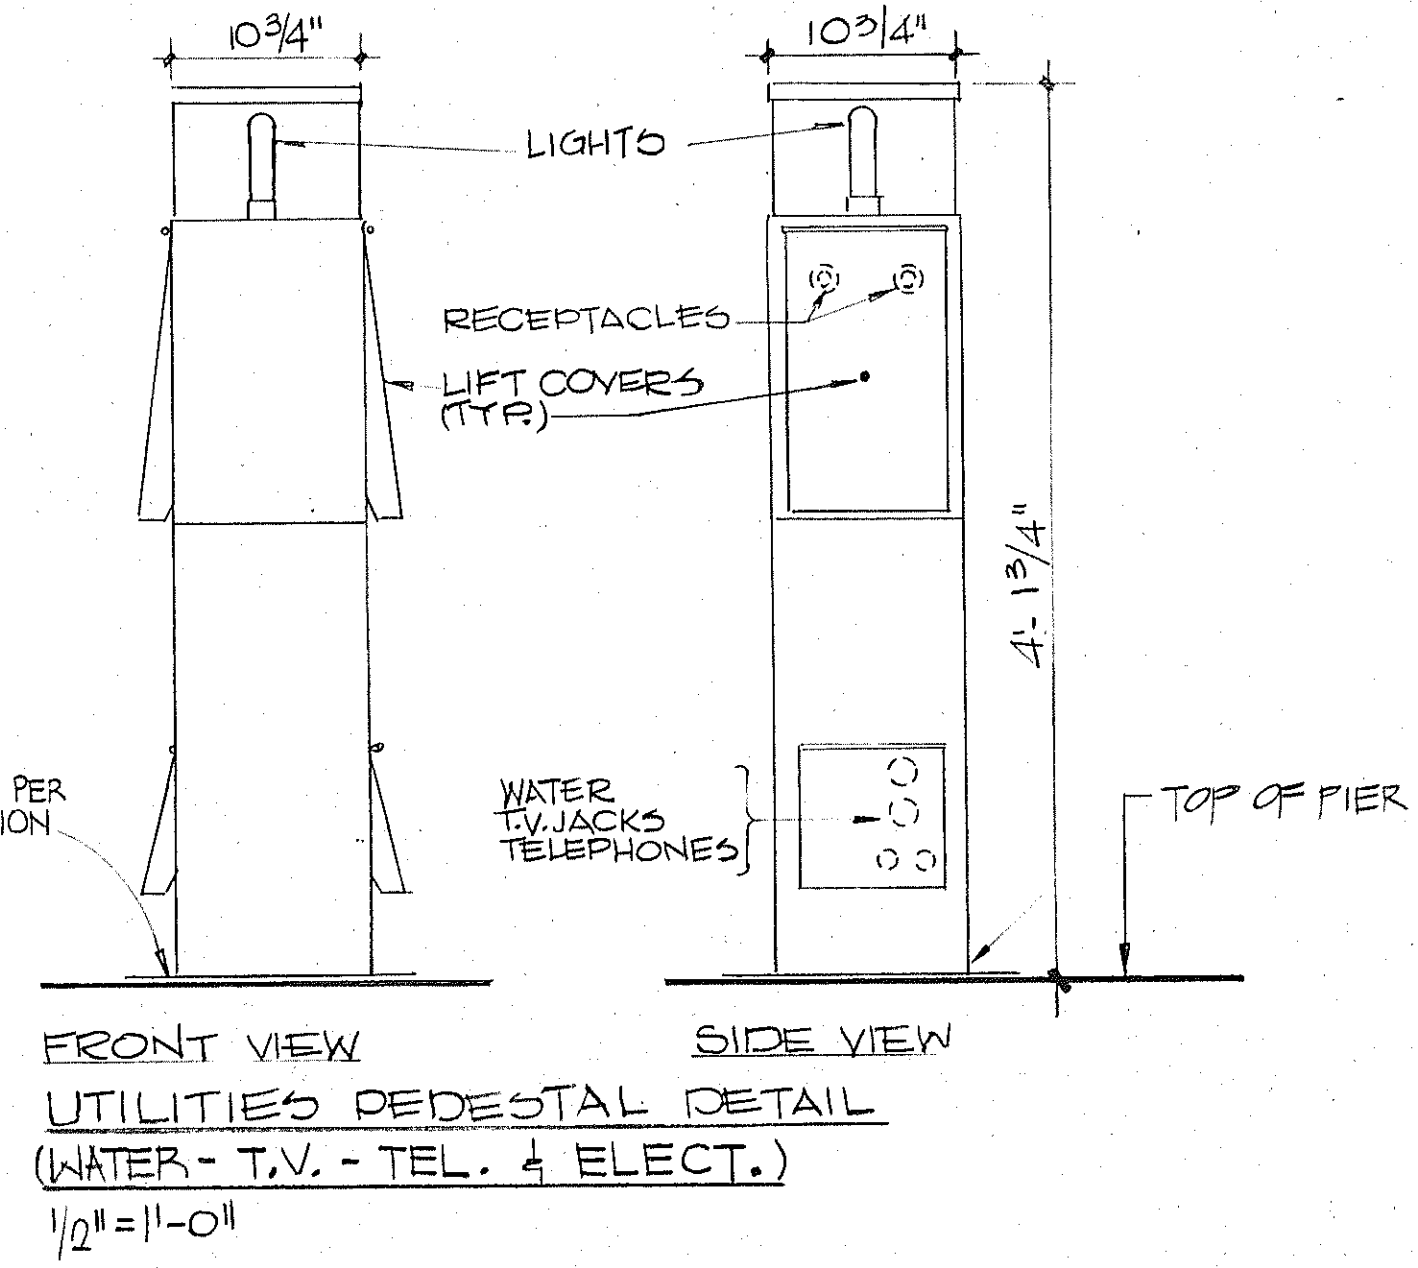 10 3/4"
10 3/4"
LIGHTS
RECEPTACLES
LIFT COVERS
(TYP.)
4'- 1 3/4"
PER
ION
WATER
T.V. JACKS
TELEPHONES
TOP OF PIER
FRONT VIEW
SIDE VIEW
UTILITIES PEDESTAL DETAIL
(WATER - T.V. - TEL. & ELECT.)
1/2" = 1'-0"